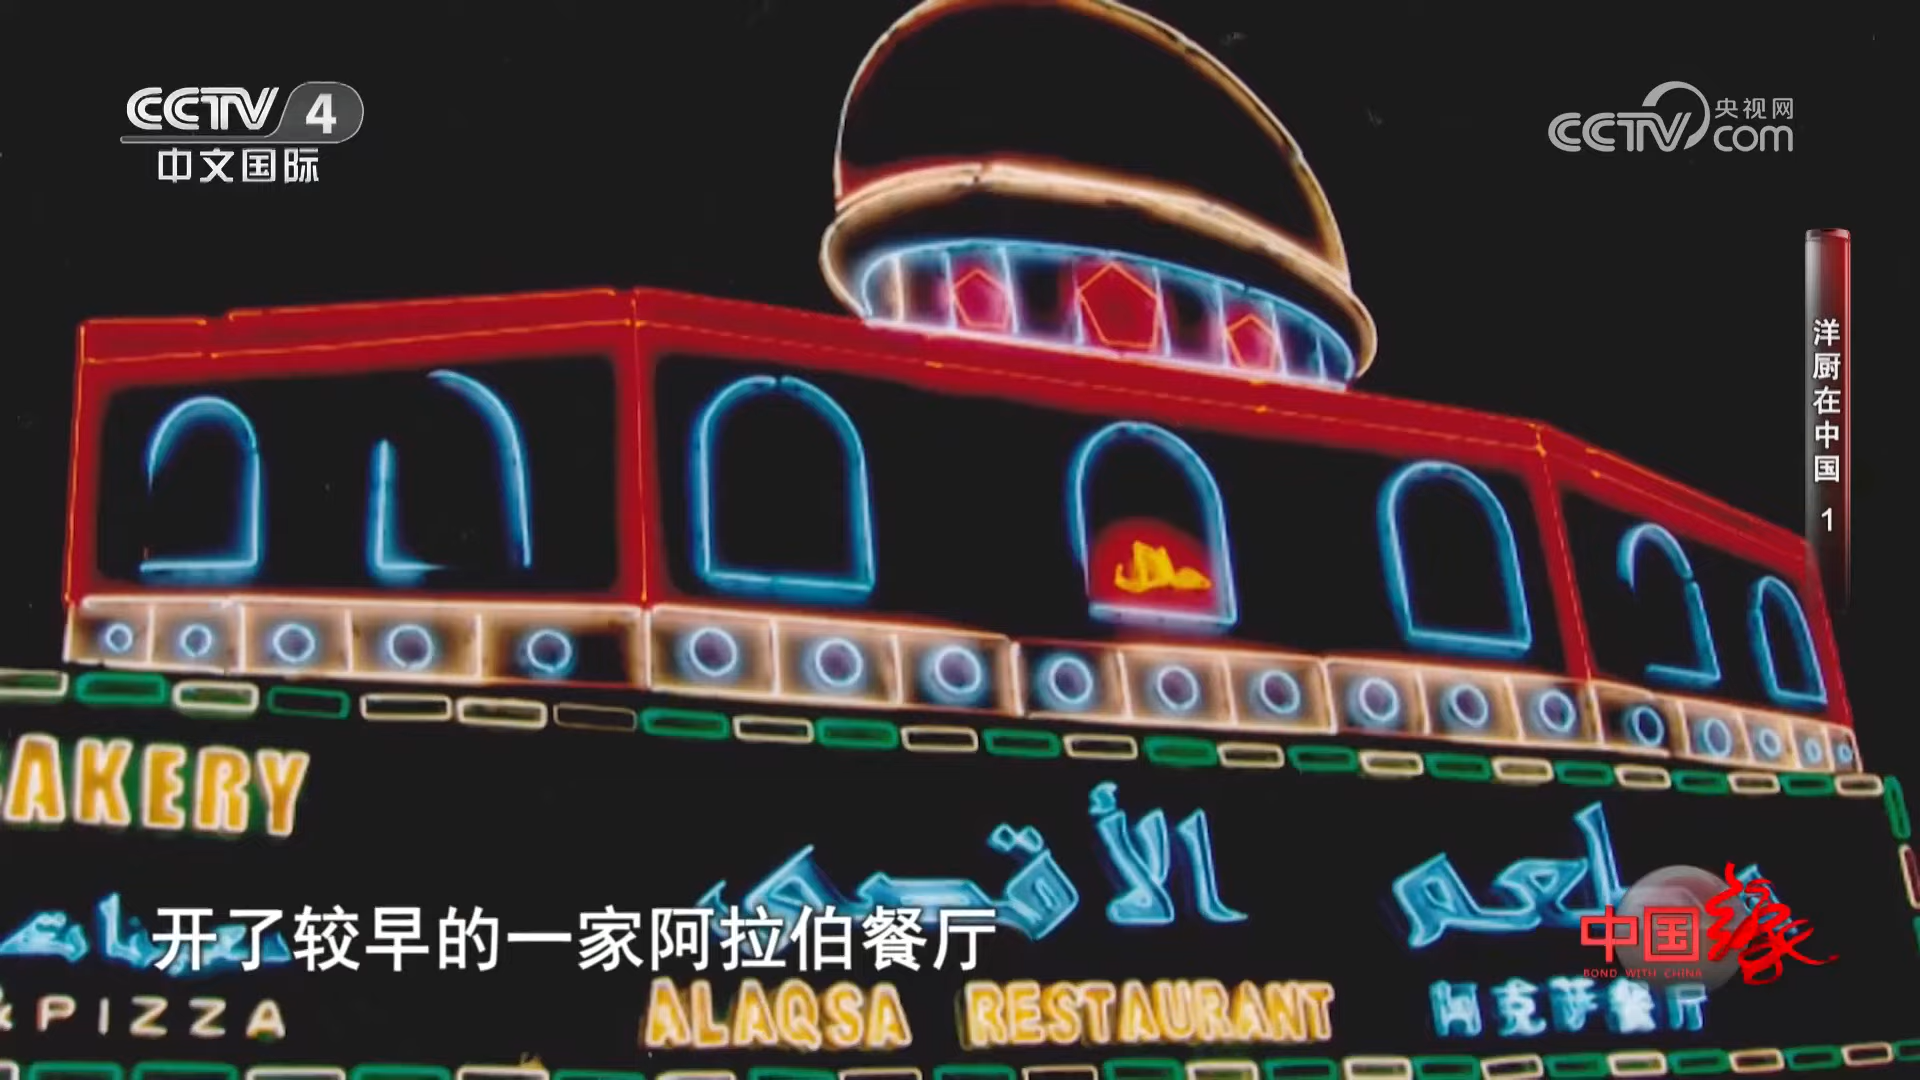 CCTV 4
中文国际
CCTV com 央视网
洋厨在中国 1
AKERY
مطعم الأقصى
开了较早的一家阿拉伯餐厅
中国缘
BOND WITH CHINA
& PIZZA
ALAQSA RESTAURANT
阿克萨餐厅